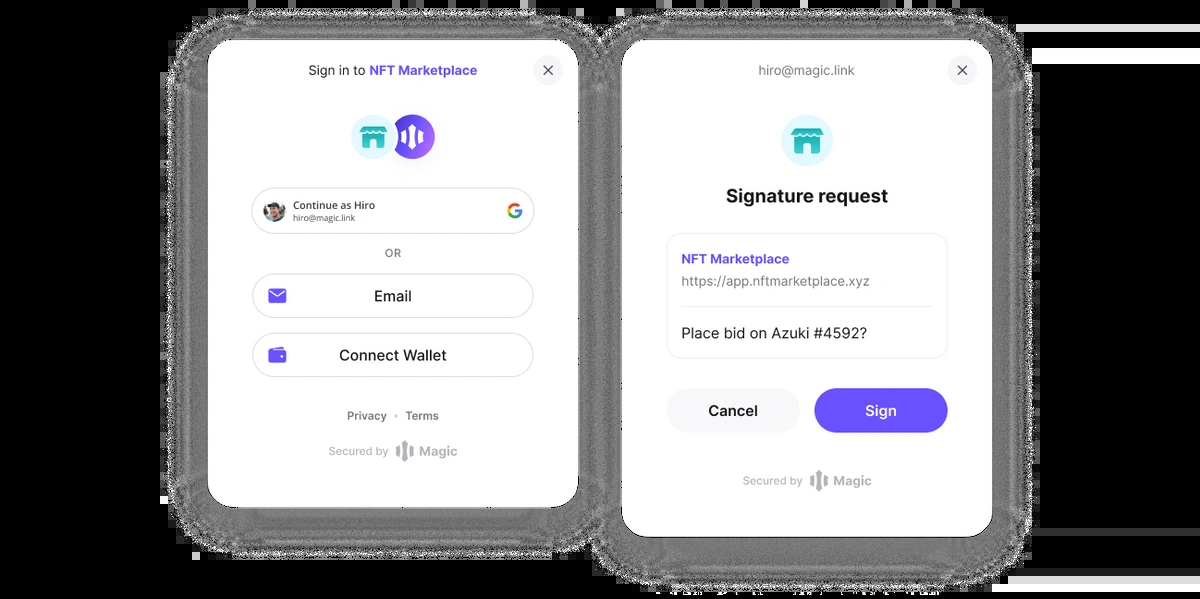 Sign in to NFT Marketplace
Continue as Hiro
hiro@magic.link
OR
Email
Connect Wallet
Privacy · Terms
Secured by Magic
hiro@magic.link
Signature request
NFT Marketplace
https://app.nftmarketplace.xyz
Place bid on Azuki #4592?
Cancel
Sign
Secured by Magic